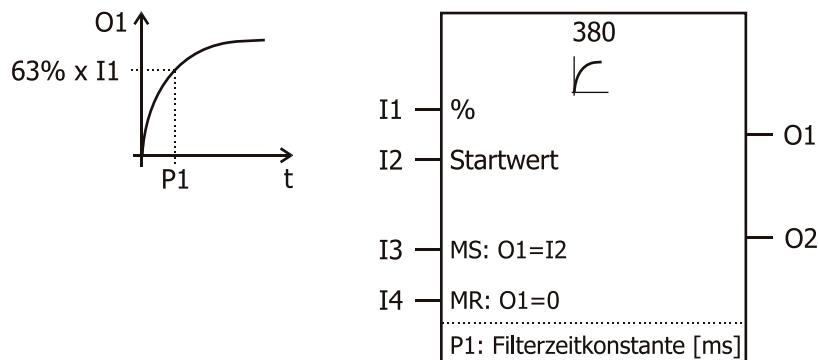 O1
63% x I1
P1
t
380
I1
%
I2
Startwert
O1
O2
I3
MS: O1=I2
I4
MR: O1=0
P1: Filterzeitkonstante [ms]